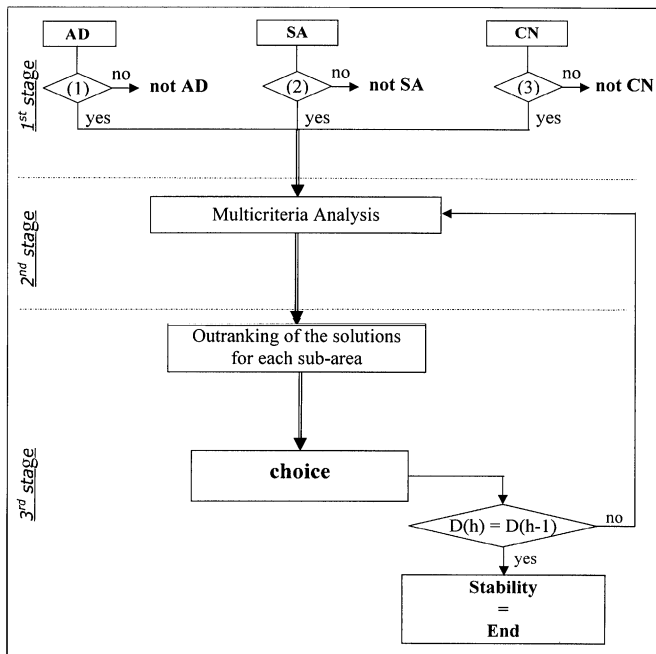 AD
SA
CN
1st stage
(1)
no
not AD
(2)
no
not SA
(3)
no
not CN
yes
yes
yes
2nd stage
Multicriteria Analysis
3rd stage
Outranking of the solutions
for each sub-area
choice
D(h) = D(h-1)
no
yes
Stability
=
End